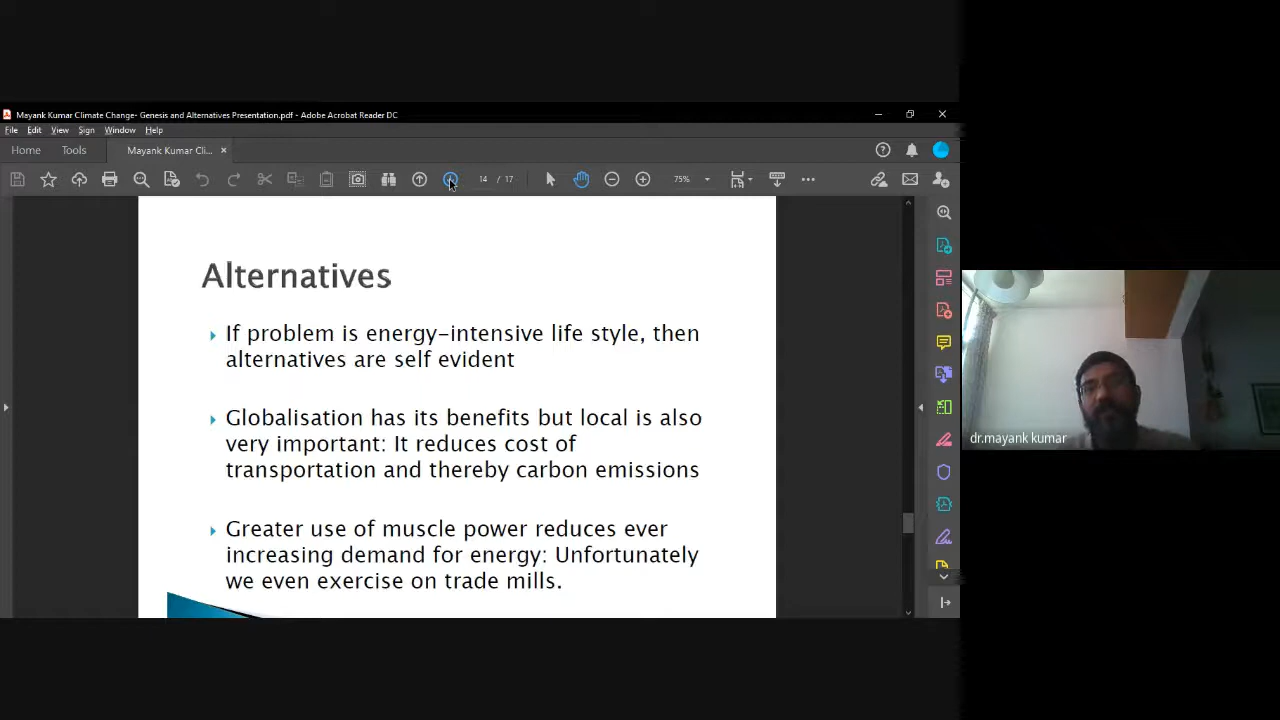 Mayank Kumar Climate Change- Genesis and Alternatives Presentation.pdf - Adobe Acrobat Reader DC
File Edit View Sign Window Help
Home Tools Mayank Kumar Cli... ×
14 / 17 75%
Alternatives
If problem is energy-intensive life style, then
alternatives are self evident
Globalisation has its benefits but local is also
very important: It reduces cost of
transportation and thereby carbon emissions
Greater use of muscle power reduces ever
increasing demand for energy: Unfortunately
we even exercise on trade mills.
dr.mayank kumar